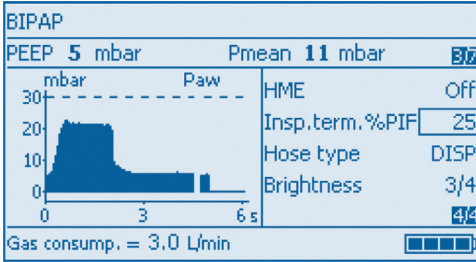 BIPAP
PEEP 5 mbar Pmean 11 mbar 3/7
mbar Paw
30
20
10
0
0 3 6 s
HME Off
Insp.term.%PIF 25
Hose type DISP
Brightness 3/4
4/4
Gas consump. = 3.0 L/min